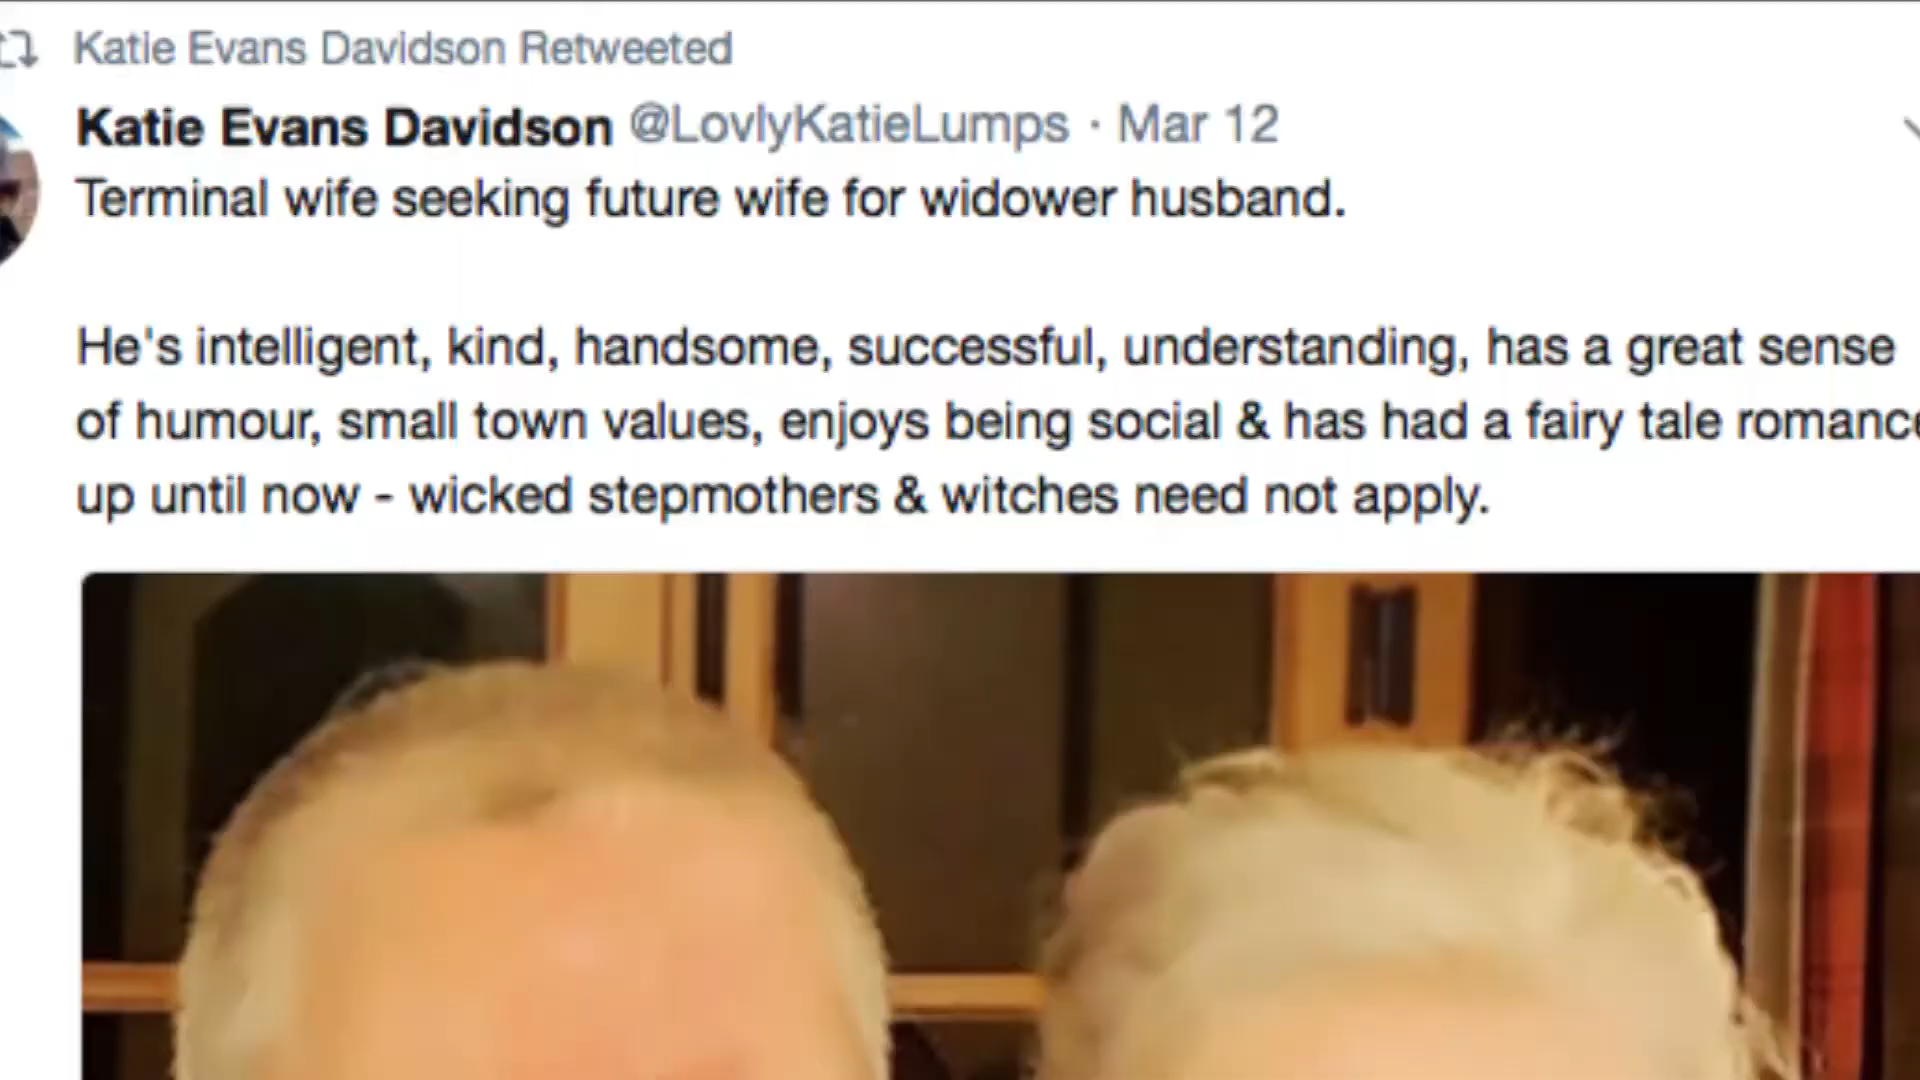 Katie Evans Davidson Retweeted
Katie Evans Davidson @LovlyKatieLumps · Mar 12
Terminal wife seeking future wife for widower husband.
He's intelligent, kind, handsome, successful, understanding, has a great sense
of humour, small town values, enjoys being social & has had a fairy tale romance
up until now - wicked stepmothers & witches need not apply.